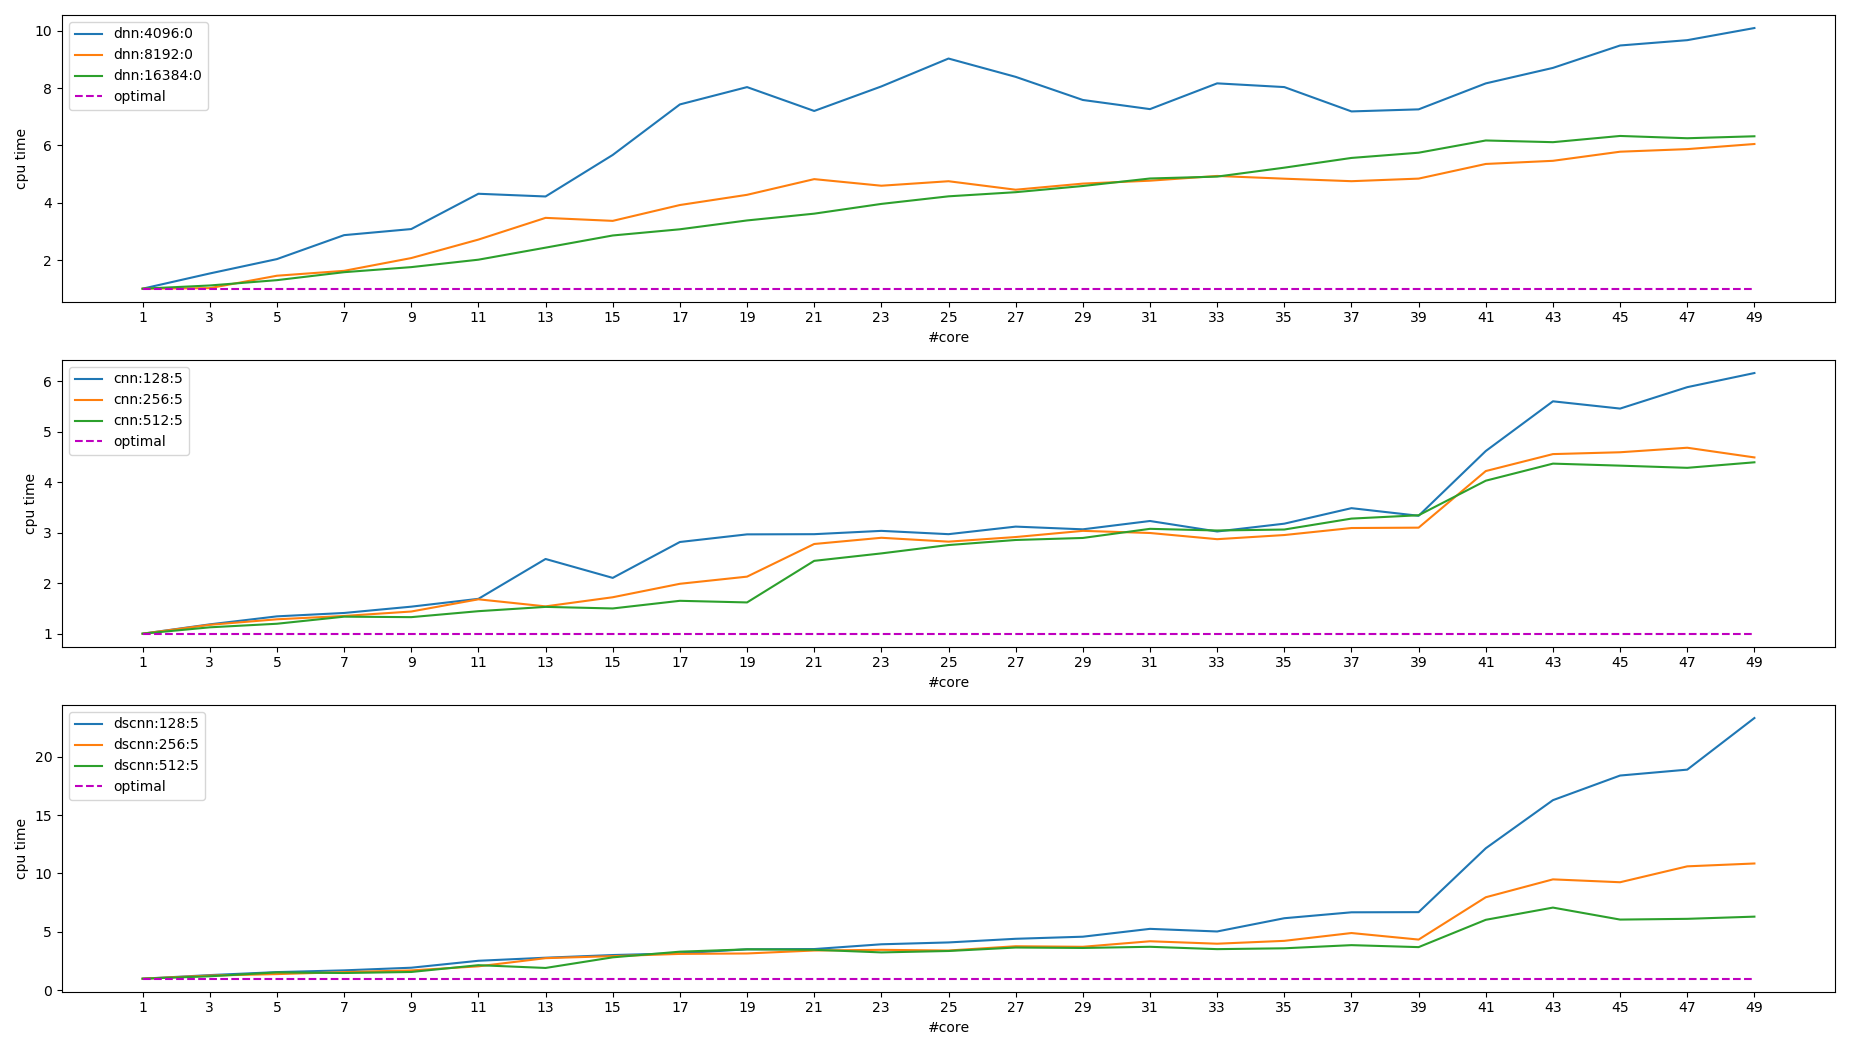 dnn:4096:0
dnn:8192:0
dnn:16384:0
optimal
10
8
6
4
2
cpu time
1 3 5 7 9 11 13 15 17 19 21 23 25 27 29 31 33 35 37 39 41 43 45 47 49
#core
cnn:128:5
cnn:256:5
cnn:512:5
optimal
6
5
4
3
2
1
cpu time
1 3 5 7 9 11 13 15 17 19 21 23 25 27 29 31 33 35 37 39 41 43 45 47 49
#core
dscnn:128:5
dscnn:256:5
dscnn:512:5
optimal
20
15
10
5
0
cpu time
1 3 5 7 9 11 13 15 17 19 21 23 25 27 29 31 33 35 37 39 41 43 45 47 49
#core